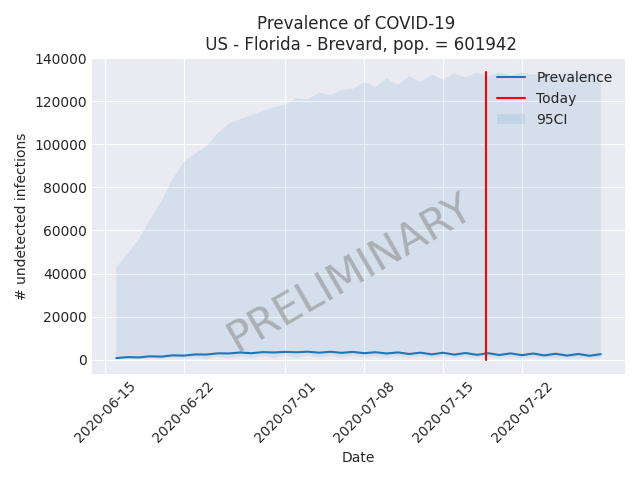 Prevalence of COVID-19
US - Florida - Brevard, pop. = 601942
# undetected infections
140000
120000
100000
80000
60000
40000
20000
0
Prevalence
Today
95CI
PRELIMINARY
2020-06-15
2020-06-22
2020-07-01
2020-07-08
2020-07-15
2020-07-22
Date